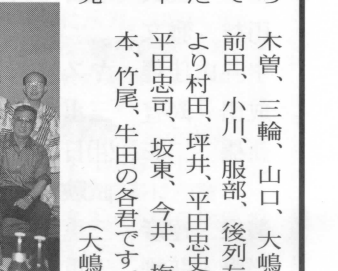 木曽、三輪、山口、大嶋
前田、小川、服部、後列左
より村田、坪井、平田忠史
平田忠司、坂東、今井、梅
本、竹尾、牛田の各君です。
(大嶋